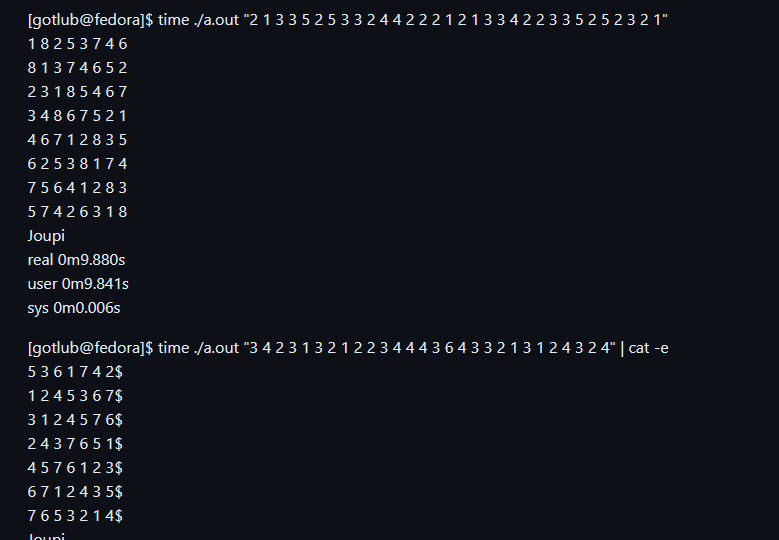 [gotlub@fedora]$ time ./a.out "2 1 3 3 5 2 5 3 3 2 4 4 2 2 2 1 2 1 3 3 4 2 2 3 3 5 2 5 2 3 2 1"
1 8 2 5 3 7 4 6
8 1 3 7 4 6 5 2
2 3 1 8 5 4 6 7
3 4 8 6 7 5 2 1
4 6 7 1 2 8 3 5
6 2 5 3 8 1 7 4
7 5 6 4 1 2 8 3
5 7 4 2 6 3 1 8
Joupi
real 0m9.880s
user 0m9.841s
sys 0m0.006s
[gotlub@fedora]$ time ./a.out "3 4 2 3 1 3 2 1 2 2 3 4 4 4 3 6 4 3 3 2 1 3 1 2 4 3 2 4" | cat -e
5 3 6 1 7 4 2$
1 2 4 5 3 6 7$
3 1 2 4 5 7 6$
2 4 3 7 6 5 1$
4 5 7 6 1 2 3$
6 7 1 2 4 3 5$
7 6 5 3 2 1 4$
Joupi